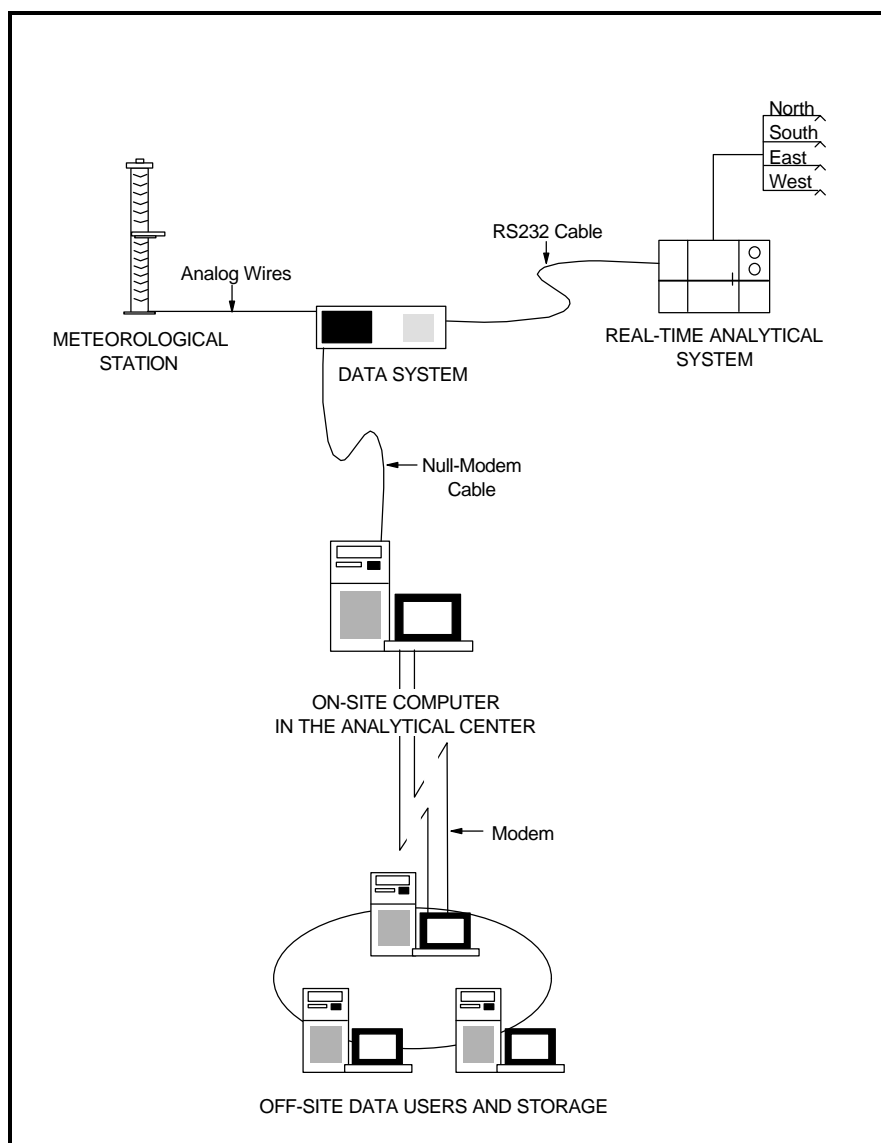 North
South
East
West
RS232 Cable
Analog Wires
METEOROLOGICAL
STATION
DATA SYSTEM
REAL-TIME ANALYTICAL
SYSTEM
Null-Modem
Cable
ON-SITE COMPUTER
IN THE ANALYTICAL CENTER
Modem
OFF-SITE DATA USERS AND STORAGE